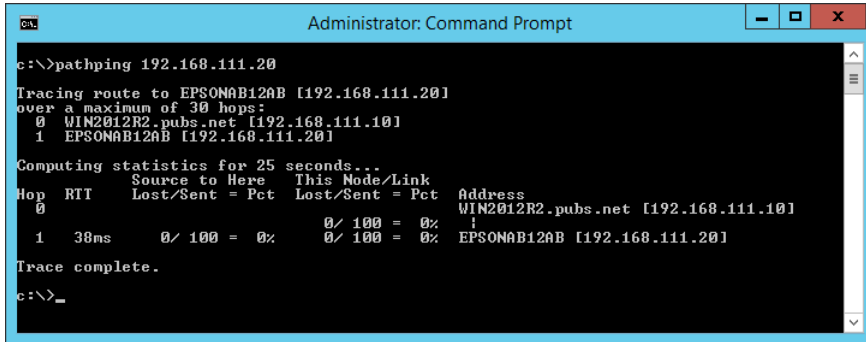 Administrator: Command Prompt
c:\>pathping 192.168.111.20
Tracing route to EPSONAB12AB [192.168.111.20]
over a maximum of 30 hops:
  0  WIN2012R2.pubs.net [192.168.111.10]
  1  EPSONAB12AB [192.168.111.20]
Computing statistics for 25 seconds...
            Source to Here   This Node/Link
Hop  RTT    Lost/Sent = Pct  Lost/Sent = Pct  Address
  0                                           WIN2012R2.pubs.net [192.168.111.10]
                                0/ 100 =  0%   |
  1   38ms     0/ 100 =  0%     0/ 100 =  0%  EPSONAB12AB [192.168.111.20]
Trace complete.
c:\>_